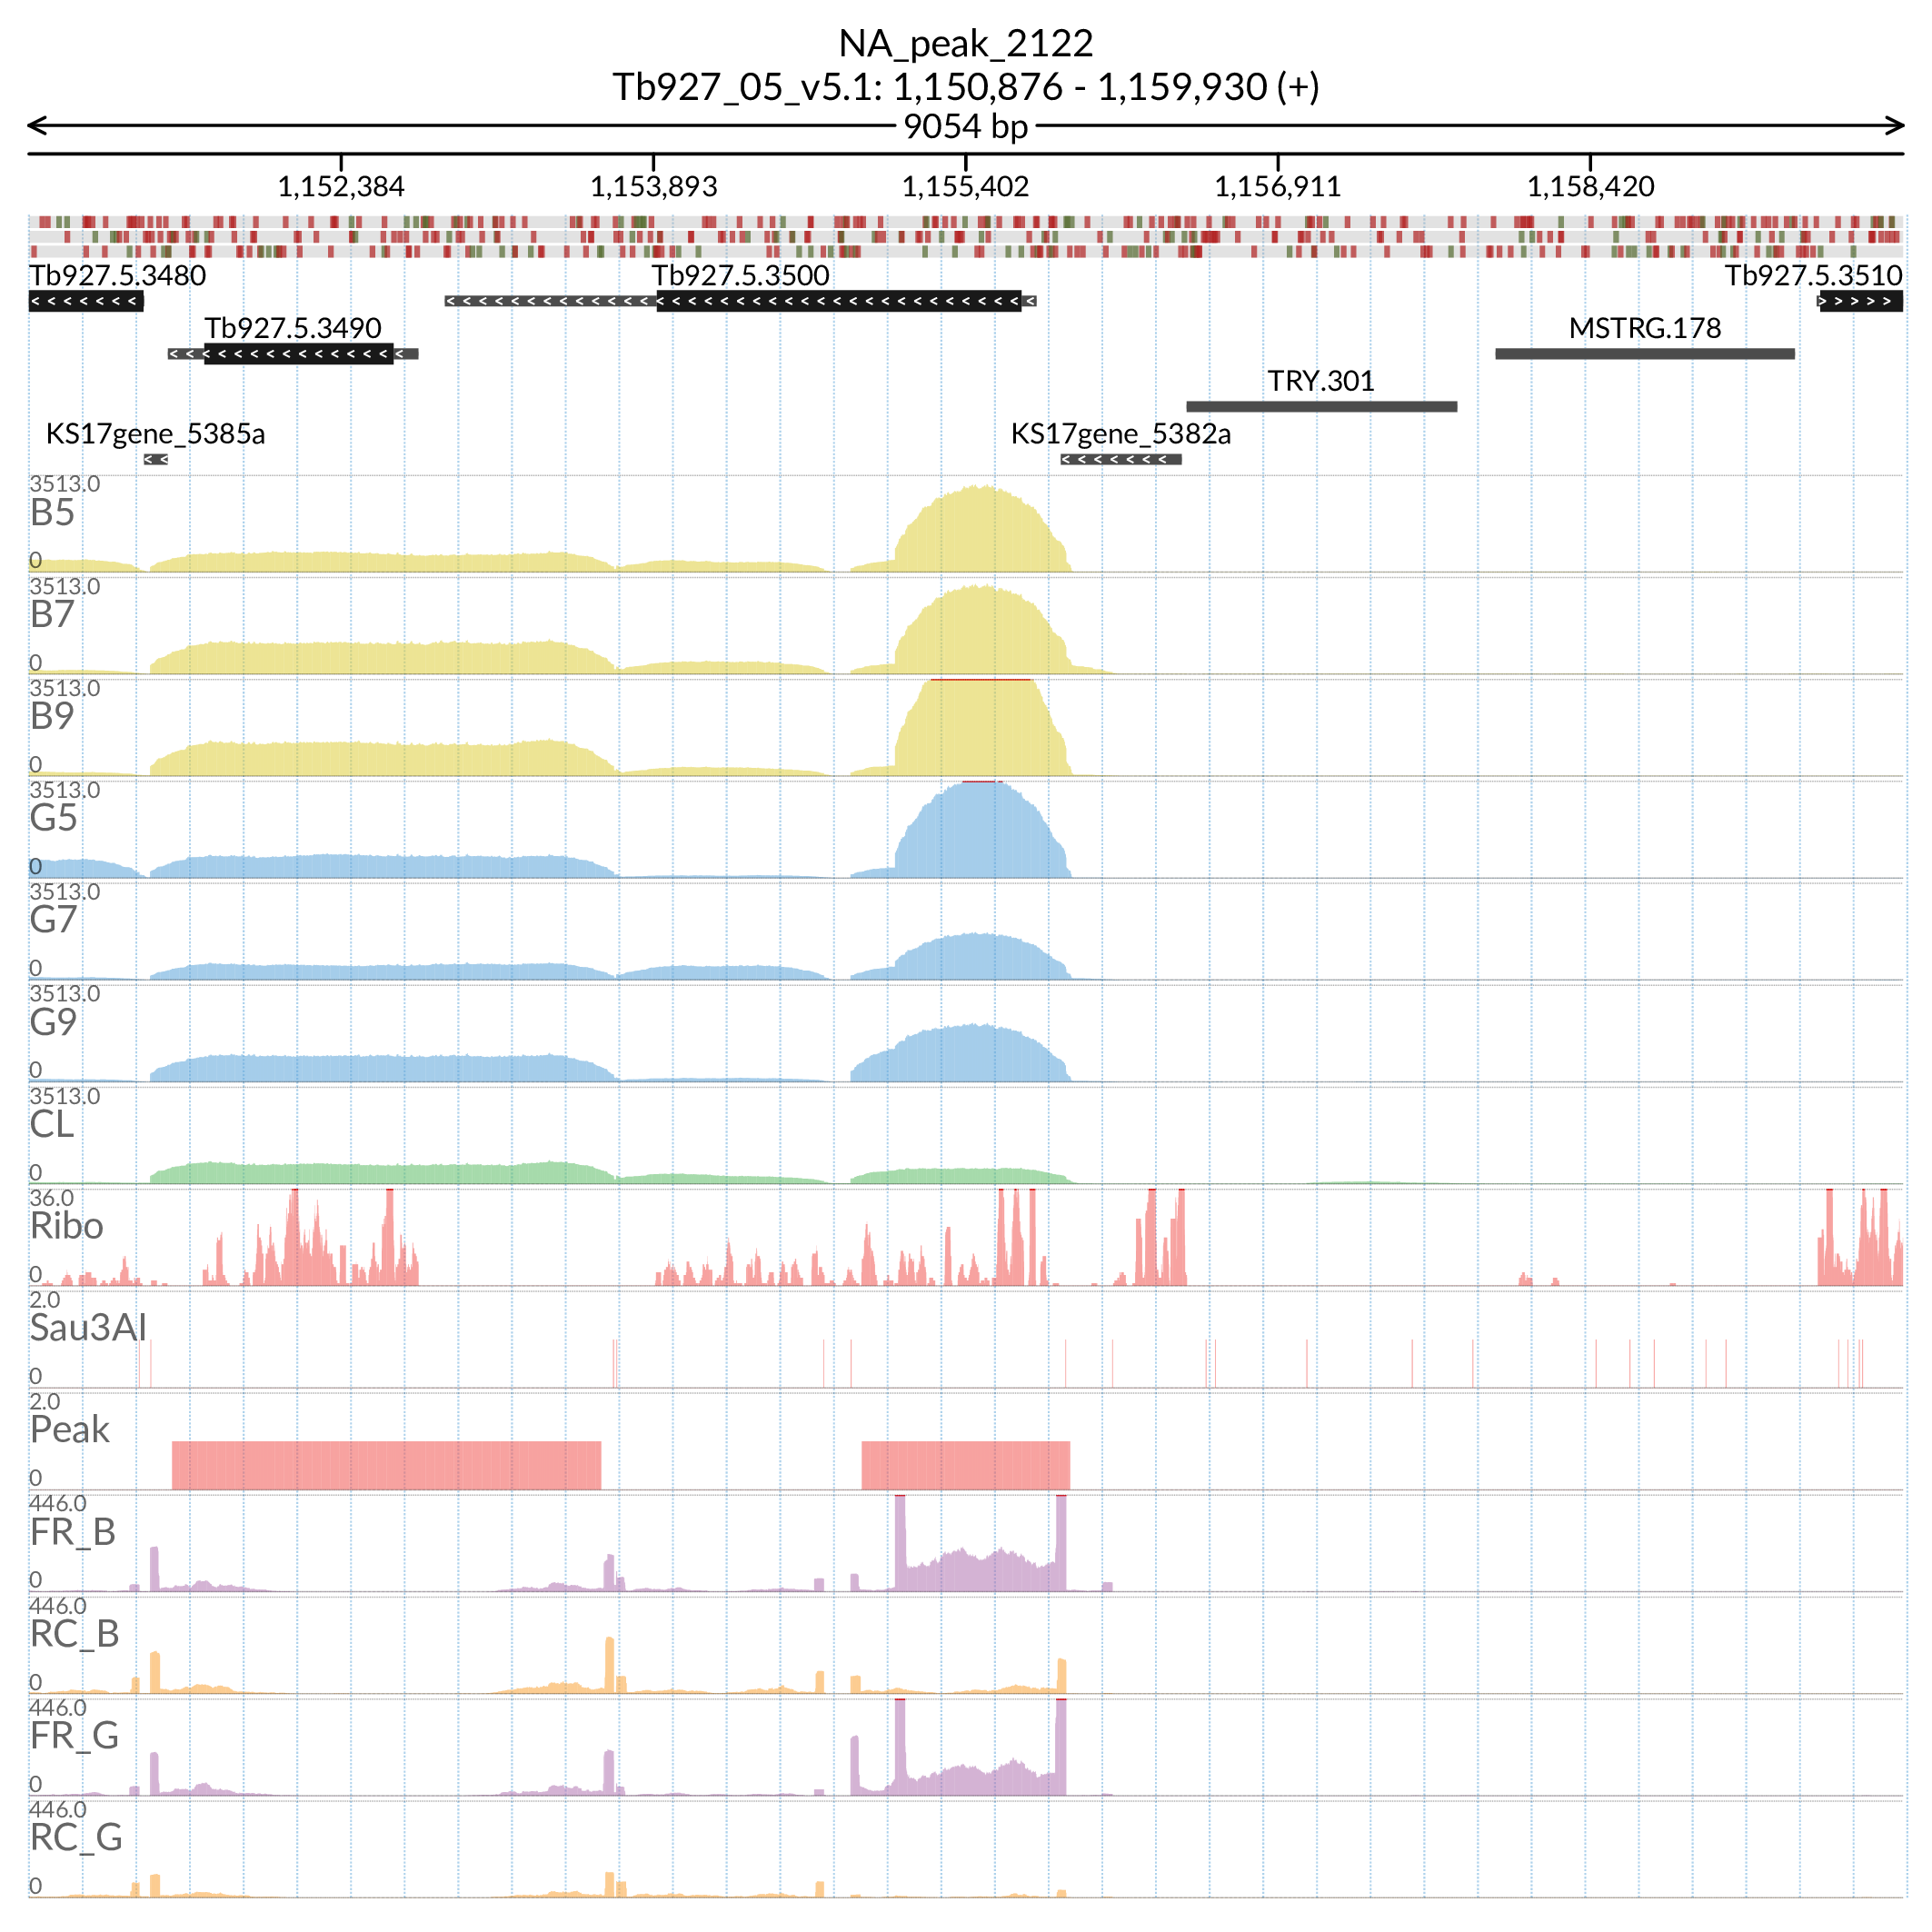 NA_peak_2122
Tb927_05_v5.1: 1,150,876 - 1,159,930 (+)
9054 bp
1,152,384 1,153,893 1,155,402 1,156,911 1,158,420
Tb927.5.3480 Tb927.5.3500 Tb927.5.3510
Tb927.5.3490 MSTRG.178
TRY.301
KS17gene_5385a KS17gene_5382a
3513.0
B5
0
3513.0
B7
0
3513.0
B9
0
3513.0
G5
0
3513.0
G7
0
3513.0
G9
0
3513.0
CL
0
36.0
Ribo
0
2.0
Sau3AI
0
2.0
Peak
0
446.0
FR_B
0
446.0
RC_B
0
446.0
FR_G
0
446.0
RC_G
0